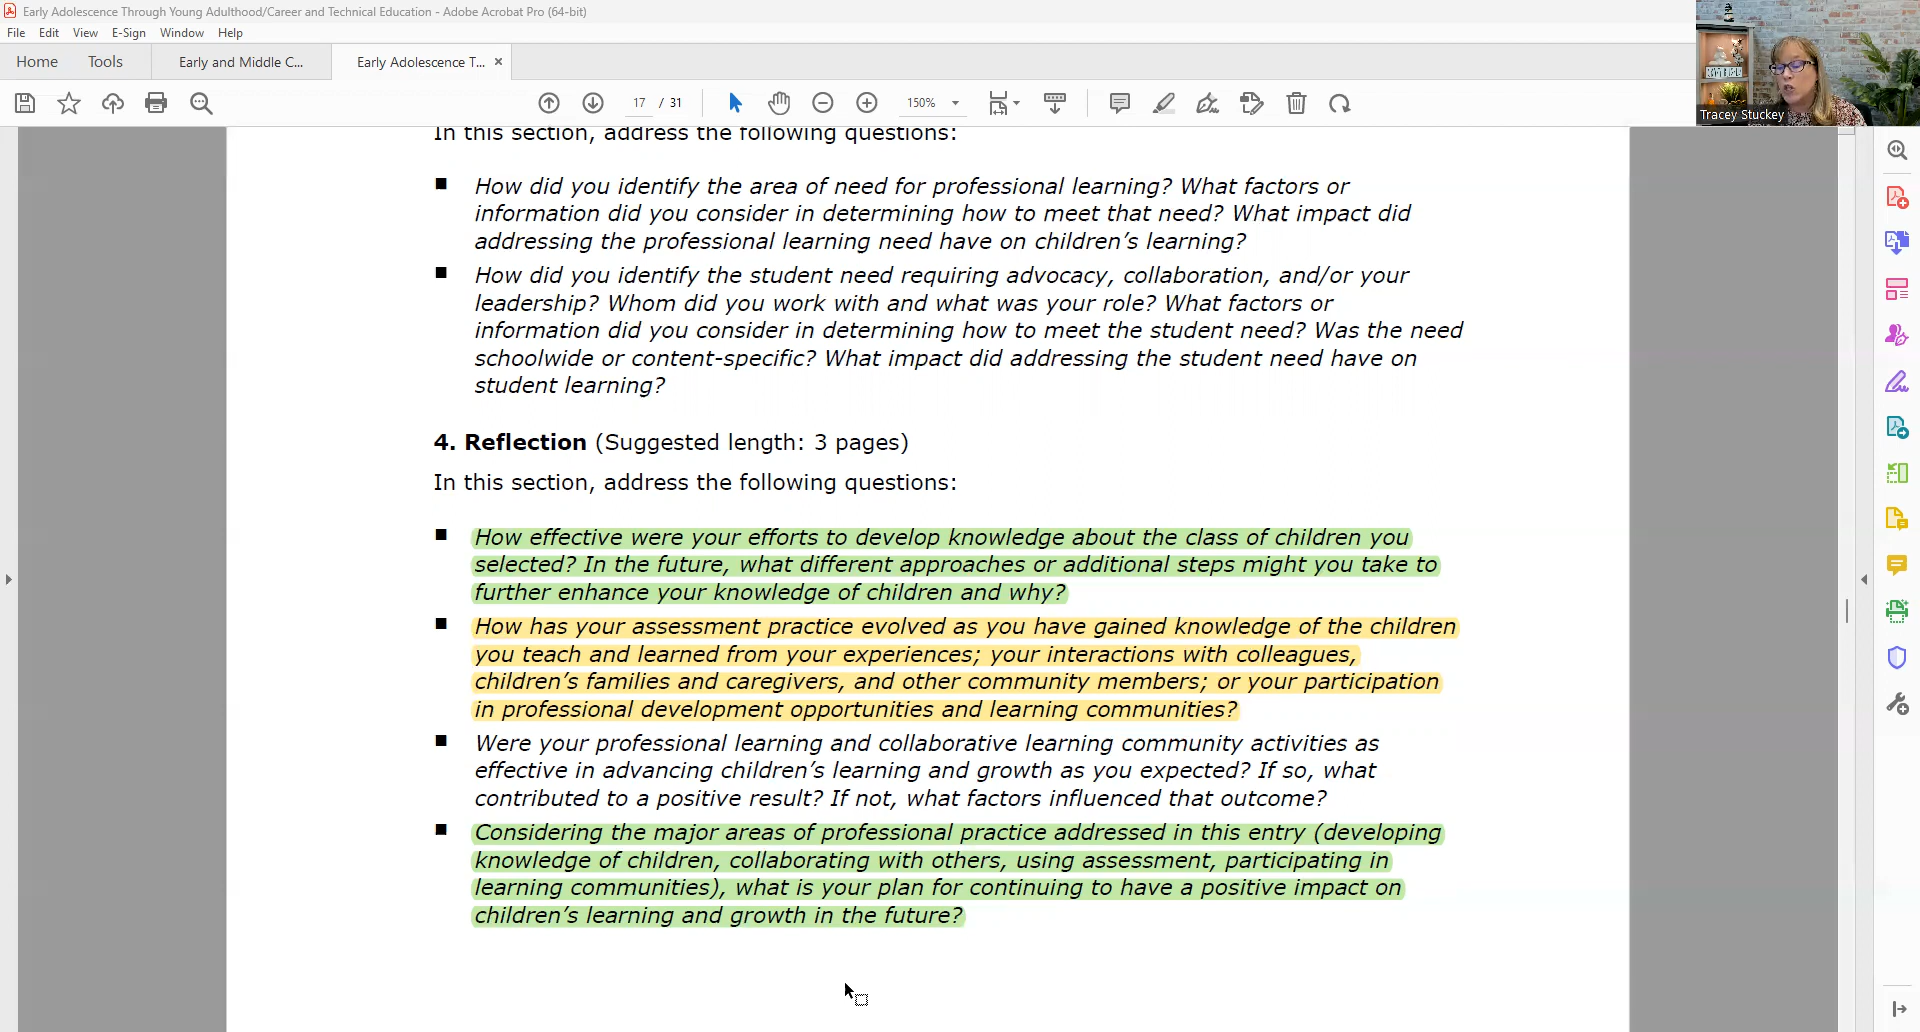 Early Adolescence Through Young Adulthood/Career and Technical Education - Adobe Acrobat Pro (64-bit)
File Edit View E-Sign Window Help
Home Tools Early and Middle C... Early Adolescence T... ×
17 / 31 150%
Tracey Stuckey
In this section, address the following questions:
■ How did you identify the area of need for professional learning? What factors or
information did you consider in determining how to meet that need? What impact did
addressing the professional learning need have on children's learning?
■ How did you identify the student need requiring advocacy, collaboration, and/or your
leadership? Whom did you work with and what was your role? What factors or
information did you consider in determining how to meet the student need? Was the need
schoolwide or content-specific? What impact did addressing the student need have on
student learning?
4. Reflection (Suggested length: 3 pages)
In this section, address the following questions:
■ How effective were your efforts to develop knowledge about the class of children you
selected? In the future, what different approaches or additional steps might you take to
further enhance your knowledge of children and why?
■ How has your assessment practice evolved as you have gained knowledge of the children
you teach and learned from your experiences; your interactions with colleagues,
children's families and caregivers, and other community members; or your participation
in professional development opportunities and learning communities?
■ Were your professional learning and collaborative learning community activities as
effective in advancing children's learning and growth as you expected? If so, what
contributed to a positive result? If not, what factors influenced that outcome?
■ Considering the major areas of professional practice addressed in this entry (developing
knowledge of children, collaborating with others, using assessment, participating in
learning communities), what is your plan for continuing to have a positive impact on
children's learning and growth in the future?